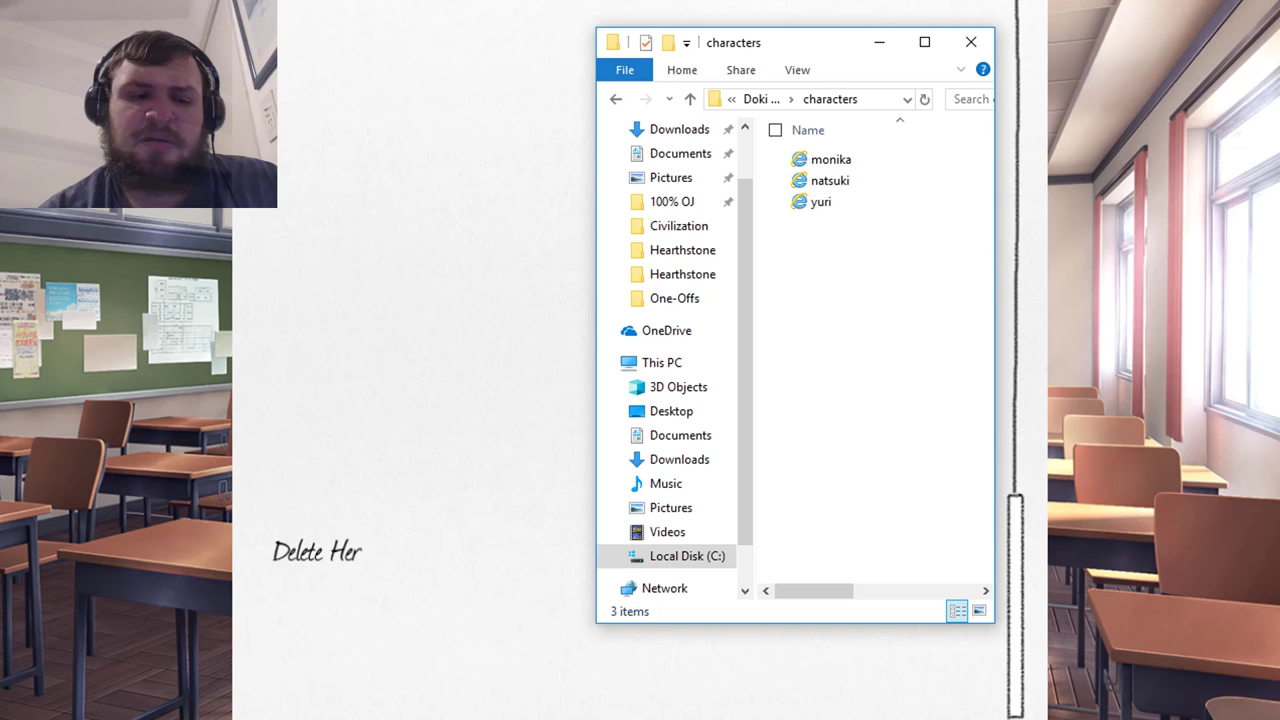 characters
File Home Share View
« Doki ... › characters Search
Downloads
Documents
Pictures
100% OJ
Civilization
Hearthstone
Hearthstone
One-Offs
OneDrive
This PC
3D Objects
Desktop
Documents
Downloads
Music
Pictures
Videos
Local Disk (C:)
Network
Name
monika
natsuki
yuri
3 items
Delete Her